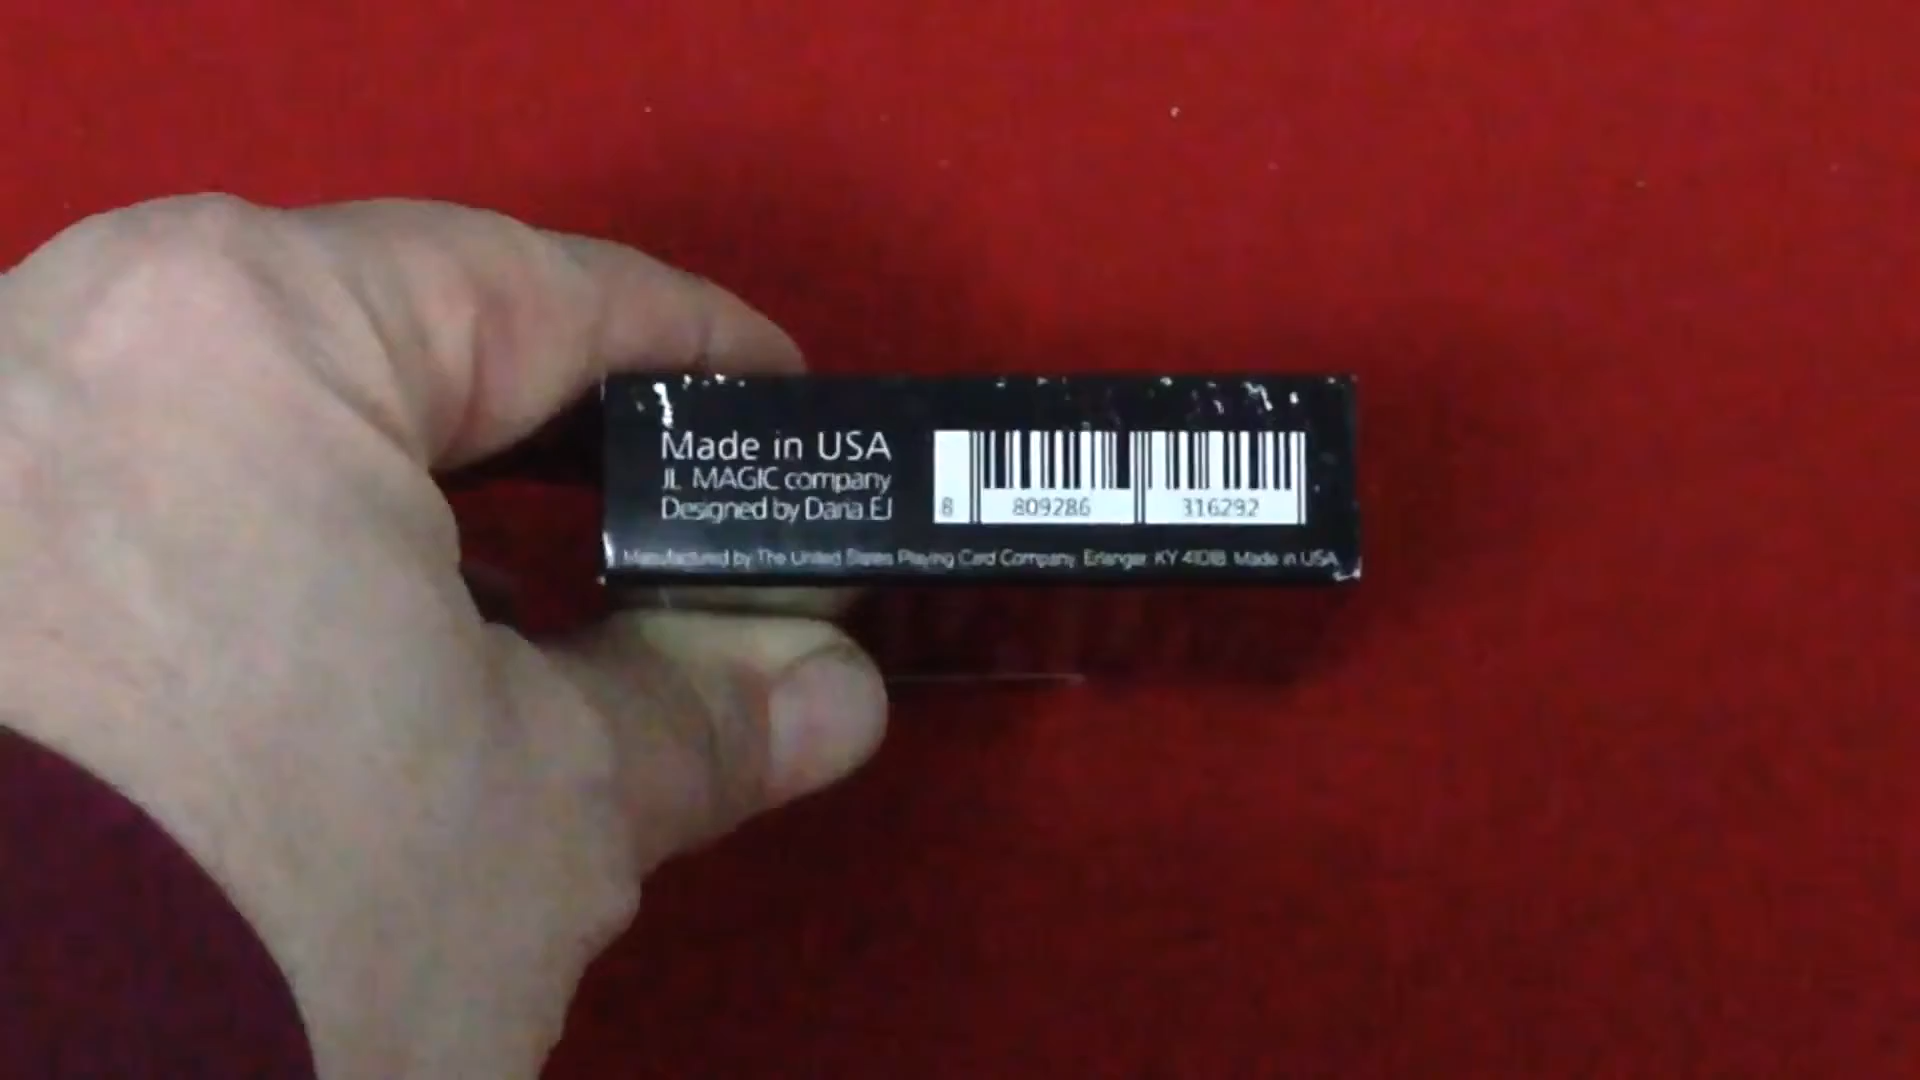 Made in USA
JL MAGIC company
Designed by Daria.EJ
8 809286 316292
Manufactured by The United States Playing Card Company, Erlanger, KY 41018 Made in USA